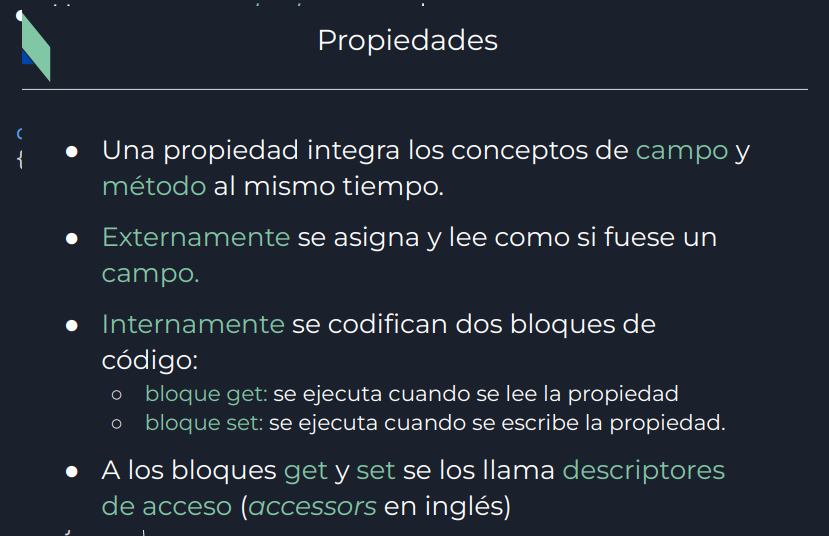 Propiedades
● Una propiedad integra los conceptos de campo y
método al mismo tiempo.
● Externamente se asigna y lee como si fuese un
campo.
● Internamente se codifican dos bloques de
código:
○ bloque get: se ejecuta cuando se lee la propiedad
○ bloque set: se ejecuta cuando se escribe la propiedad.
● A los bloques get y set se los llama descriptores
de acceso (accessors en inglés)